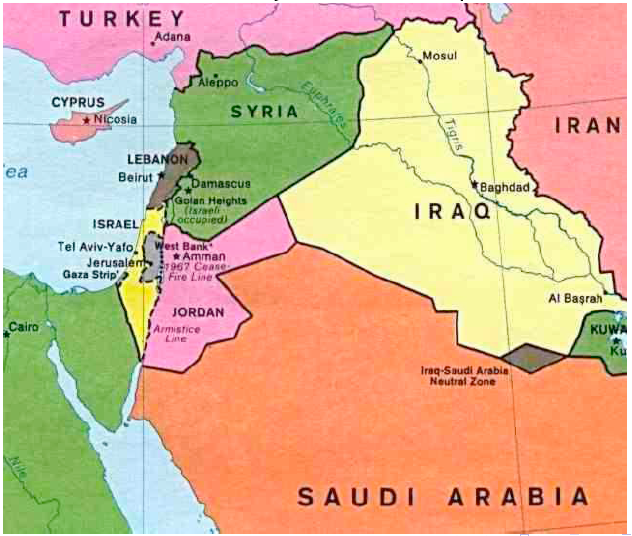 TURKEY
Adana
Mosul
Aleppo
CYPRUS
Nicosia
SYRIA
Euphrates
Tigris
IRAN
LEBANON
Beirut
ea
Damascus
Golan Heights
(Israeli
occupied)
Baghdad
IRAQ
ISRAEL
Tel Aviv-Yafo
West Bank*
Jerusalem
Amman
1967 Cease-
Fire Line
Gaza Strip*
Al Başrah
JORDAN
Armistice
Line
Cairo
KUWA
Ku
Iraq-Saudi Arabia
Neutral Zone
Nile
SAUDI ARABIA